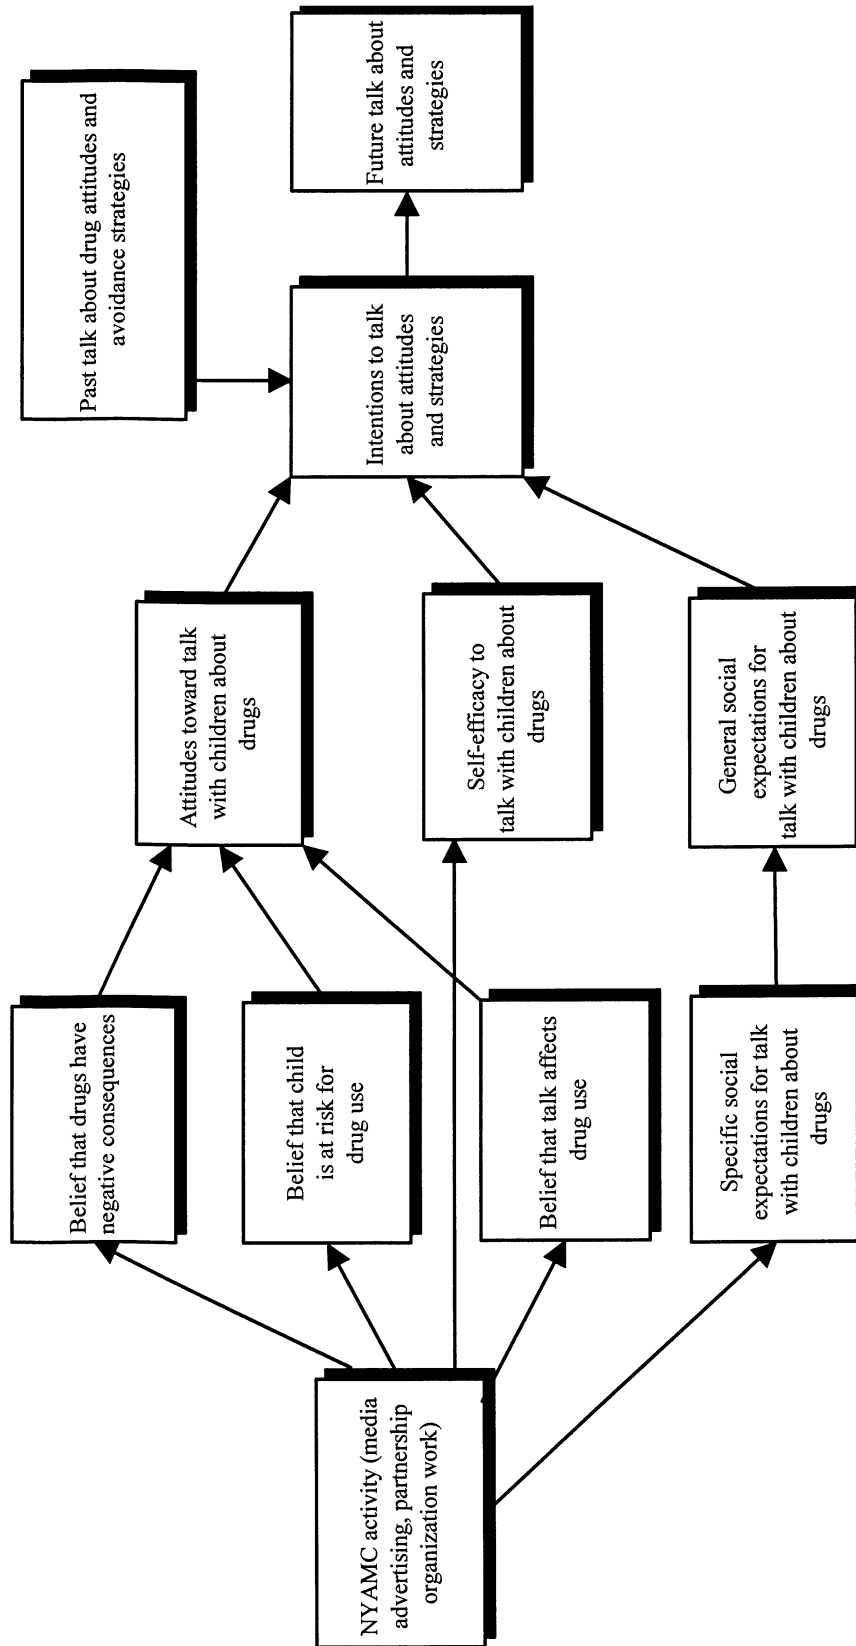 NYAMC activity (media
advertising, partnership
organization work)
Belief that drugs have
negative consequences
Belief that child
is at risk for
drug use
Belief that talk affects
drug use
Specific social
expectations for talk
with children about
drugs
Attitudes toward talk
with children about
drugs
Self-efficacy to
talk with children about
drugs
General social
expectations for
talk with children about
drugs
Past talk about drug attitudes and
avoidance strategies
Intentions to talk
about attitudes
and strategies
Future talk about
attitudes and
strategies